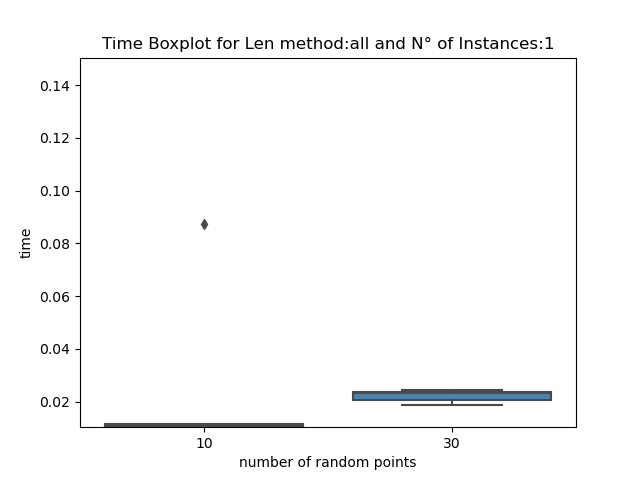 Time Boxplot for Len method:all and N° of Instances:1
0.14
0.12
0.10
0.08
0.06
0.04
0.02
time
10 30
number of random points